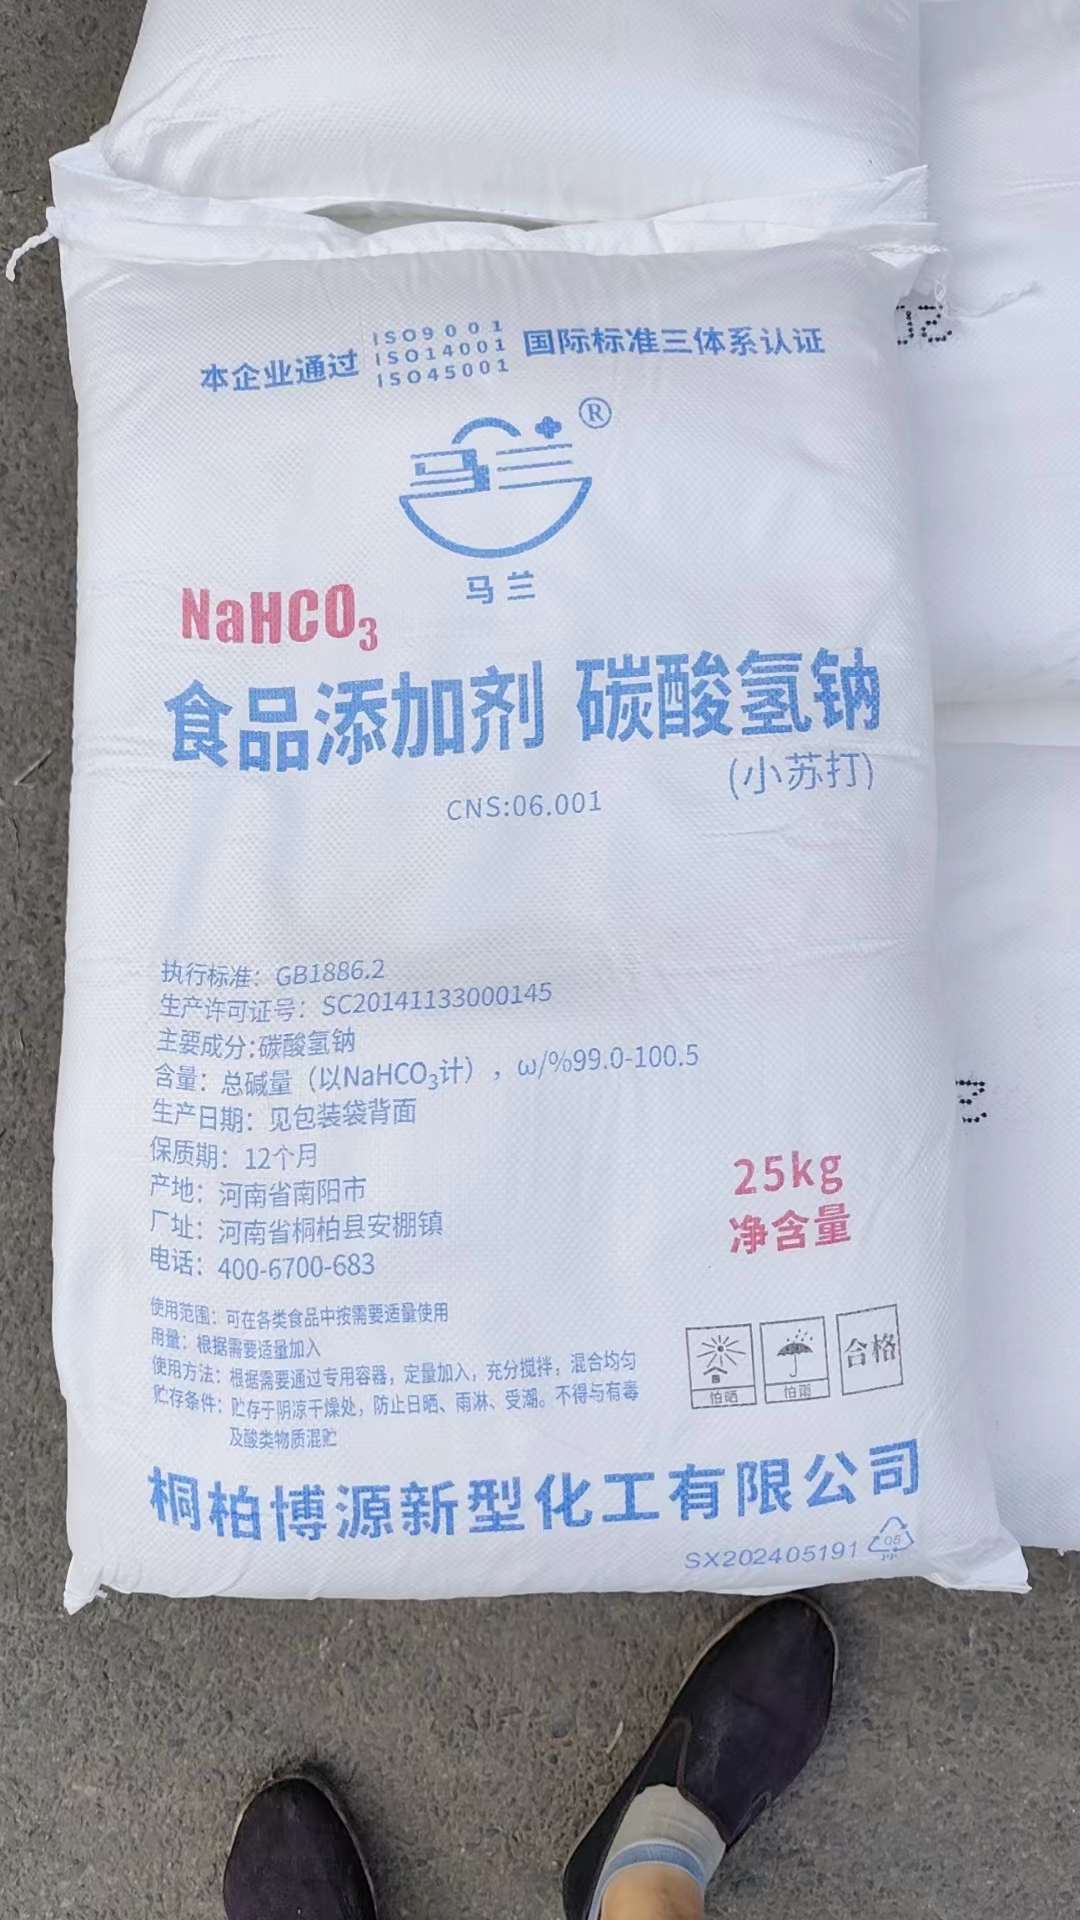 本企业通过 ISO9001 ISO14001 ISO45001 国际标准三体系认证
®
马兰
NaHCO₃
食品添加剂 碳酸氢钠
(小苏打)
CNS:06.001
执行标准：GB1886.2
生产许可证号：SC20141133000145
主要成分:碳酸氢钠
含量：总碱量（以NaHCO₃计），ω/%99.0-100.5
生产日期：见包装袋背面
保质期：12个月
产地：河南省南阳市
厂址：河南省桐柏县安棚镇
电话：400-6700-683
25kg
净含量
使用范围：可在各类食品中按需要适量使用
用量：根据需要适量加入
使用方法：根据需要通过专用容器，定量加入，充分搅拌，混合均匀
贮存条件：贮存于阴凉干燥处，防止日晒、雨淋、受潮。不得与有毒
及酸类物质混贮
怕晒
怕雨
合格
桐柏博源新型化工有限公司
SX202405191
05
PP